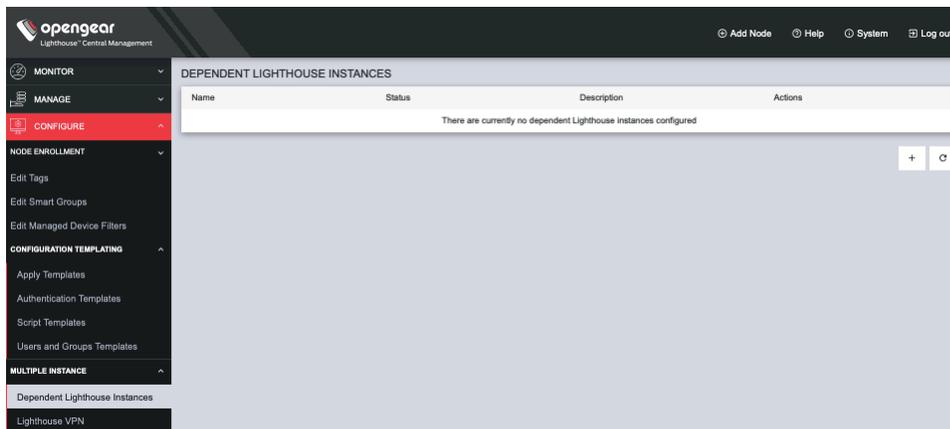 opengear
Lighthouse™ Central Management
Add Node Help System Log out
MONITOR
MANAGE
CONFIGURE
NODE ENROLLMENT
Edit Tags
Edit Smart Groups
Edit Managed Device Filters
CONFIGURATION TEMPLATING
Apply Templates
Authentication Templates
Script Templates
Users and Groups Templates
MULTIPLE INSTANCE
Dependent Lighthouse Instances
Lighthouse VPN
DEPENDENT LIGHTHOUSE INSTANCES
Name Status Description Actions
There are currently no dependent Lighthouse instances configured
+